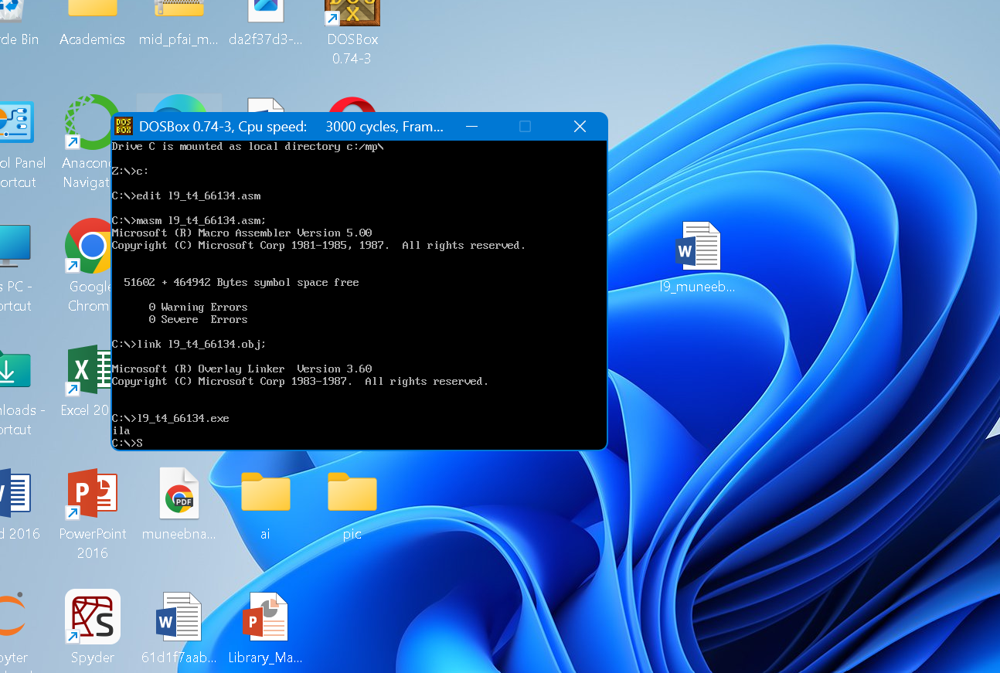 cle Bin
Academics
mid_pfai_m...
da2f37d3-...
DOSBox
0.74-3
DOSBox 0.74-3, Cpu speed: 3000 cycles, Fram...
Drive C is mounted as local directory c:/mp\
Z:\>c:
C:\>edit l9_t4_66134.asm
C:\>masm l9_t4_66134.asm;
Microsoft (R) Macro Assembler Version 5.00
Copyright (C) Microsoft Corp 1981-1985, 1987. All rights reserved.
51602 + 464942 Bytes symbol space free
0 Warning Errors
0 Severe Errors
C:\>link l9_t4_66134.obj;
Microsoft (R) Overlay Linker Version 3.60
Copyright (C) Microsoft Corp 1983-1987. All rights reserved.
C:\>l9_t4_66134.exe
ila
C:\>S
ol Panel
ortcut
Anacon
Navigat
s PC -
ortcut
Google
Chrom
l9_muneeb...
nloads -
ortcut
Excel 20
d 2016
PowerPoint
2016
PDF
muneebna...
ai
pic
pyter
Spyder
61d1f7aab...
Library_Ma...